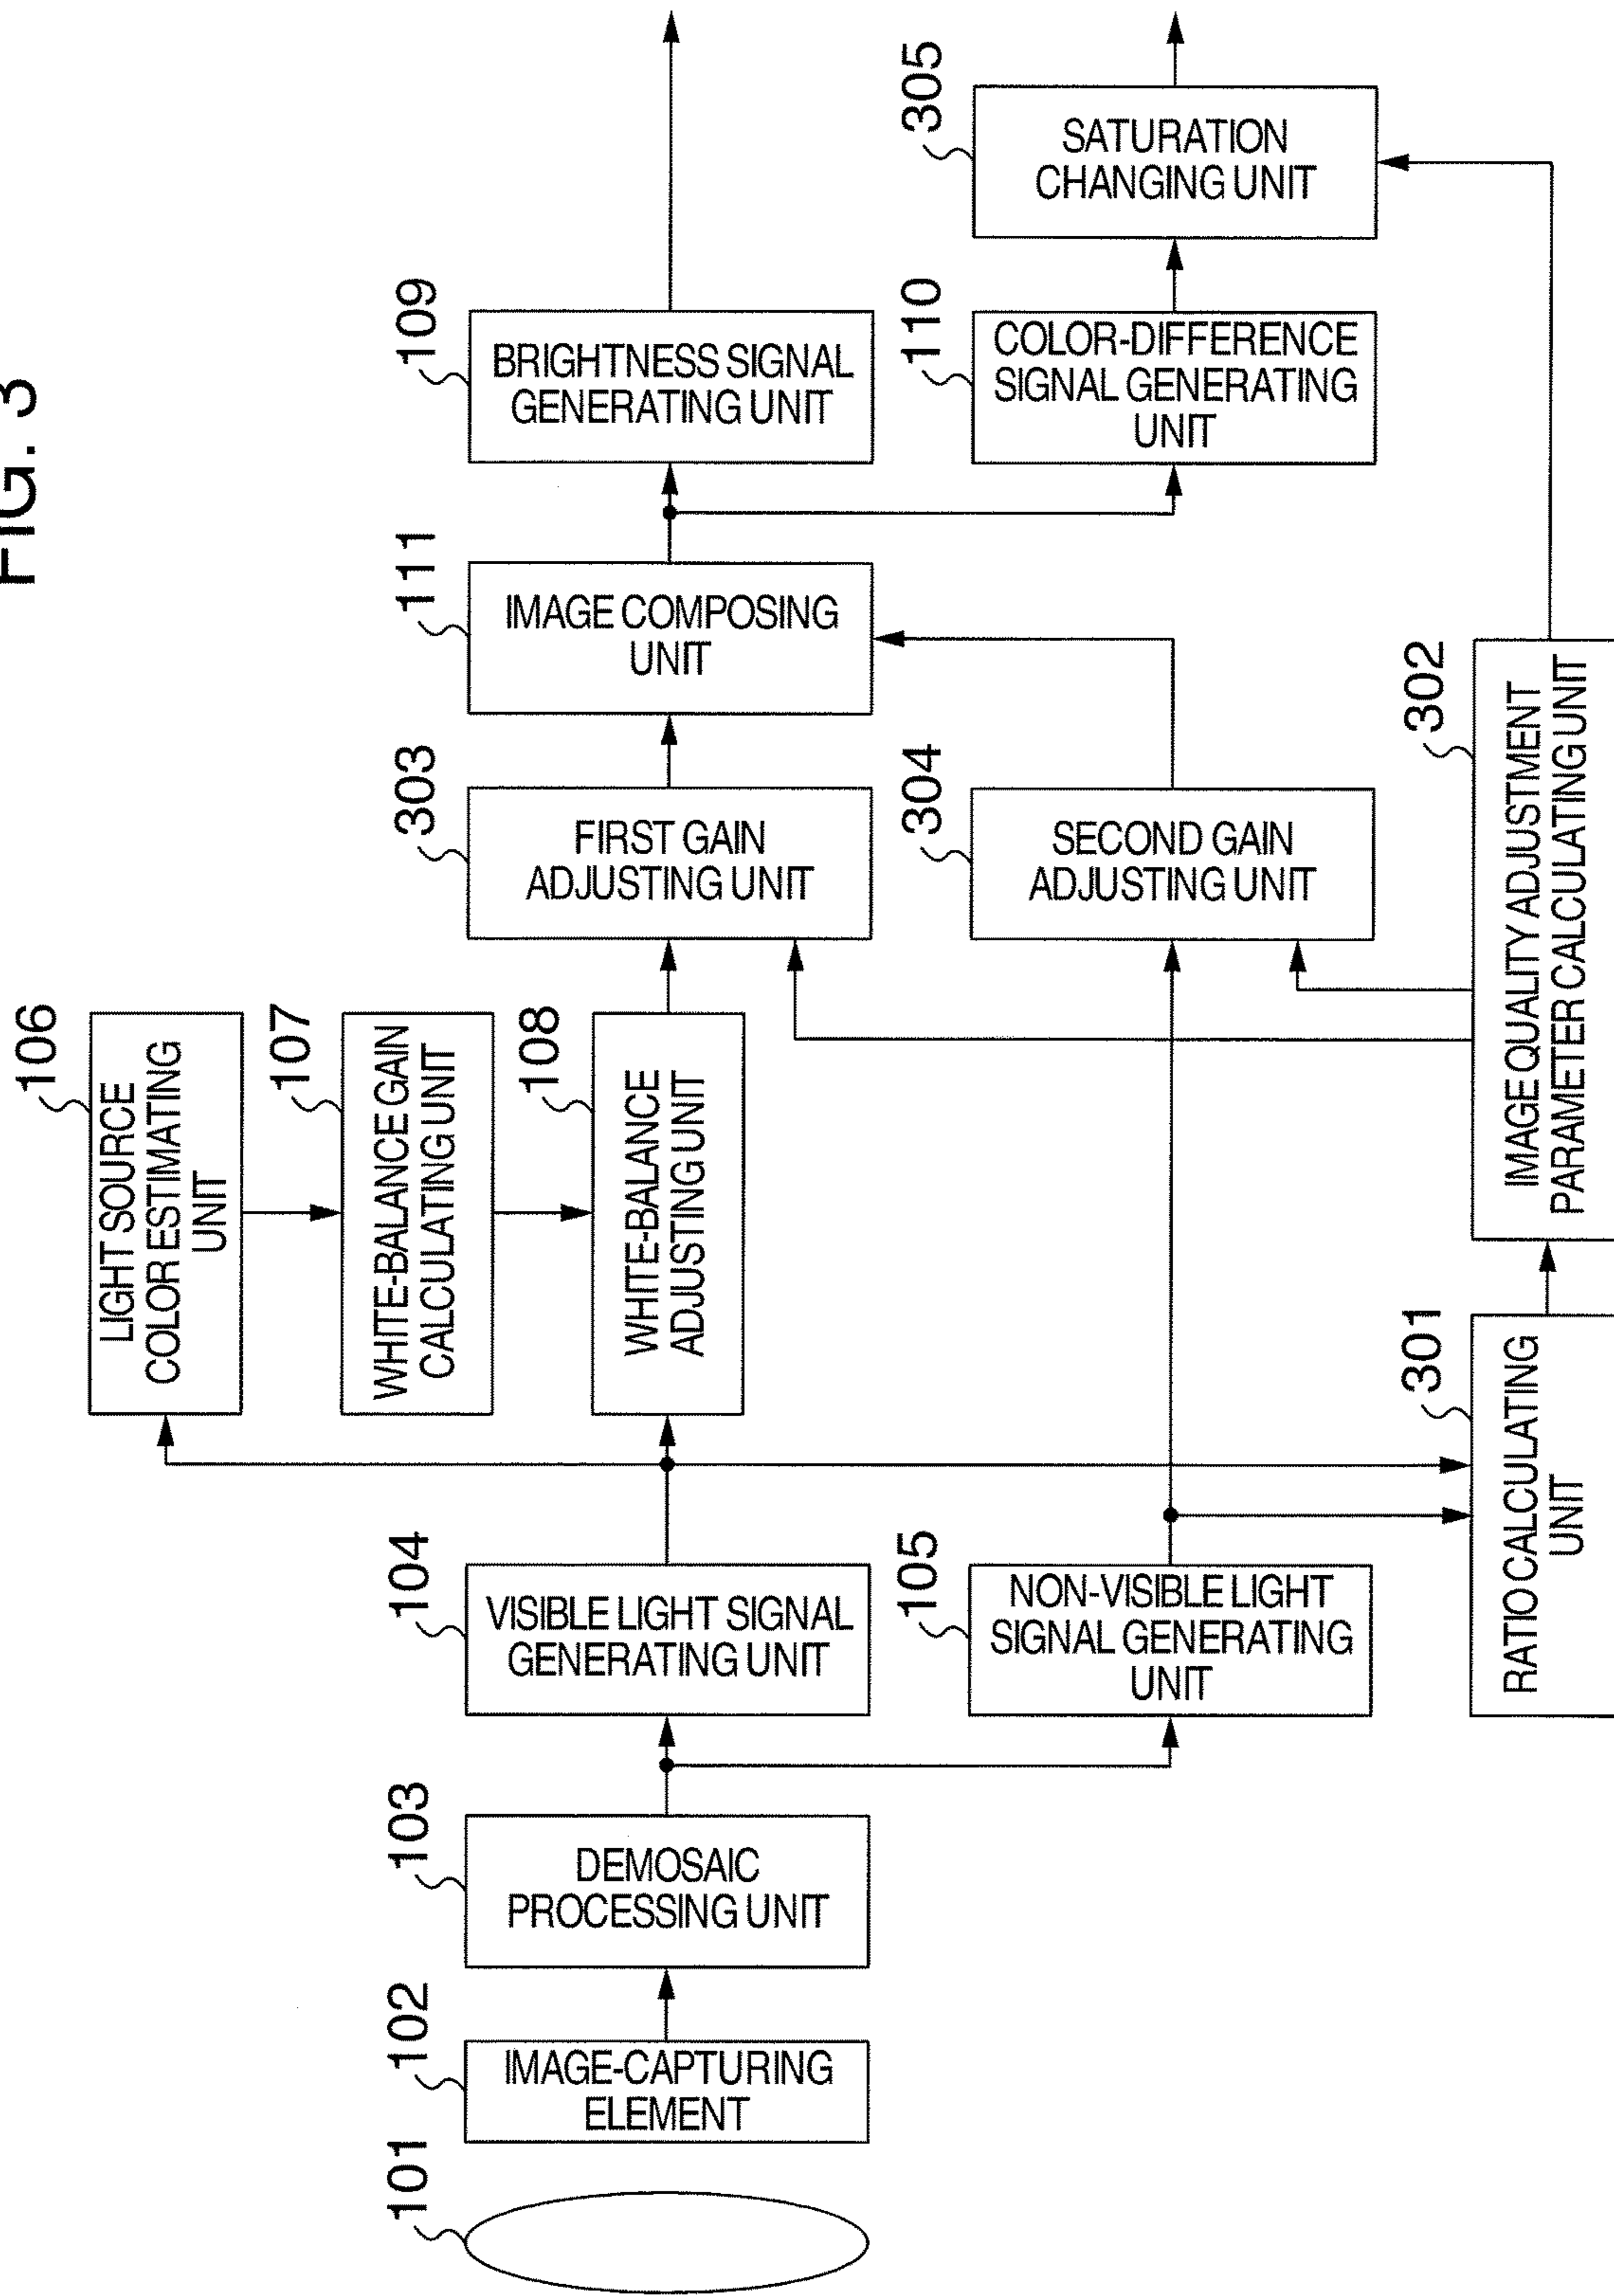 FIG. 3
106
LIGHT SOURCE
COLOR ESTIMATING
UNIT
107
WHITE-BALANCE GAIN
CALCULATING UNIT
101
102
IMAGE-CAPTURING
ELEMENT
103
DEMOSAIC
PROCESSING UNIT
104
VISIBLE LIGHT SIGNAL
GENERATING UNIT
108
WHITE-BALANCE
ADJUSTING UNIT
303
FIRST GAIN
ADJUSTING UNIT
111
IMAGE COMPOSING
UNIT
109
BRIGHTNESS SIGNAL
GENERATING UNIT
105
NON-VISIBLE LIGHT
SIGNAL GENERATING
UNIT
304
SECOND GAIN
ADJUSTING UNIT
110
COLOR-DIFFERENCE
SIGNAL GENERATING
UNIT
305
SATURATION
CHANGING UNIT
301
RATIO CALCULATING
UNIT
302
IMAGE QUALITY ADJUSTMENT
PARAMETER CALCULATING UNIT